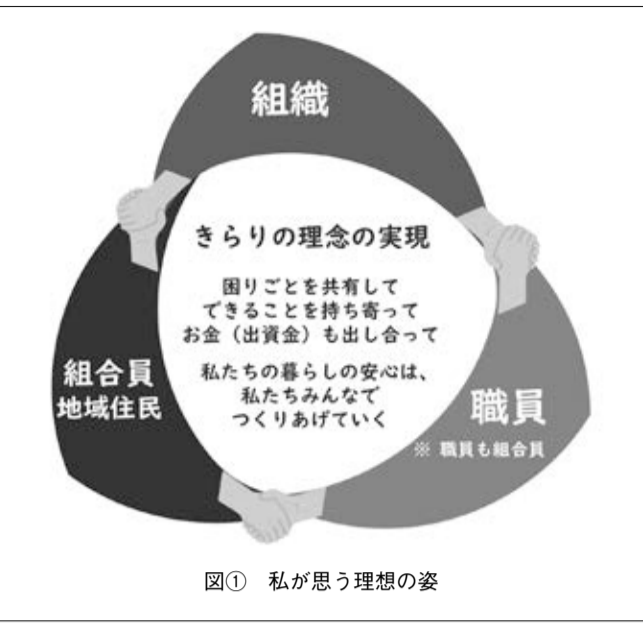 組織
きらりの理念の実現
困りごとを共有して
できることを持ち寄って
お金（出資金）も出し合って
私たちの暮らしの安心は、
私たちみんなで
つくりあげていく
組合員
地域住民
職員
※ 職員も組合員
図① 私が思う理想の姿